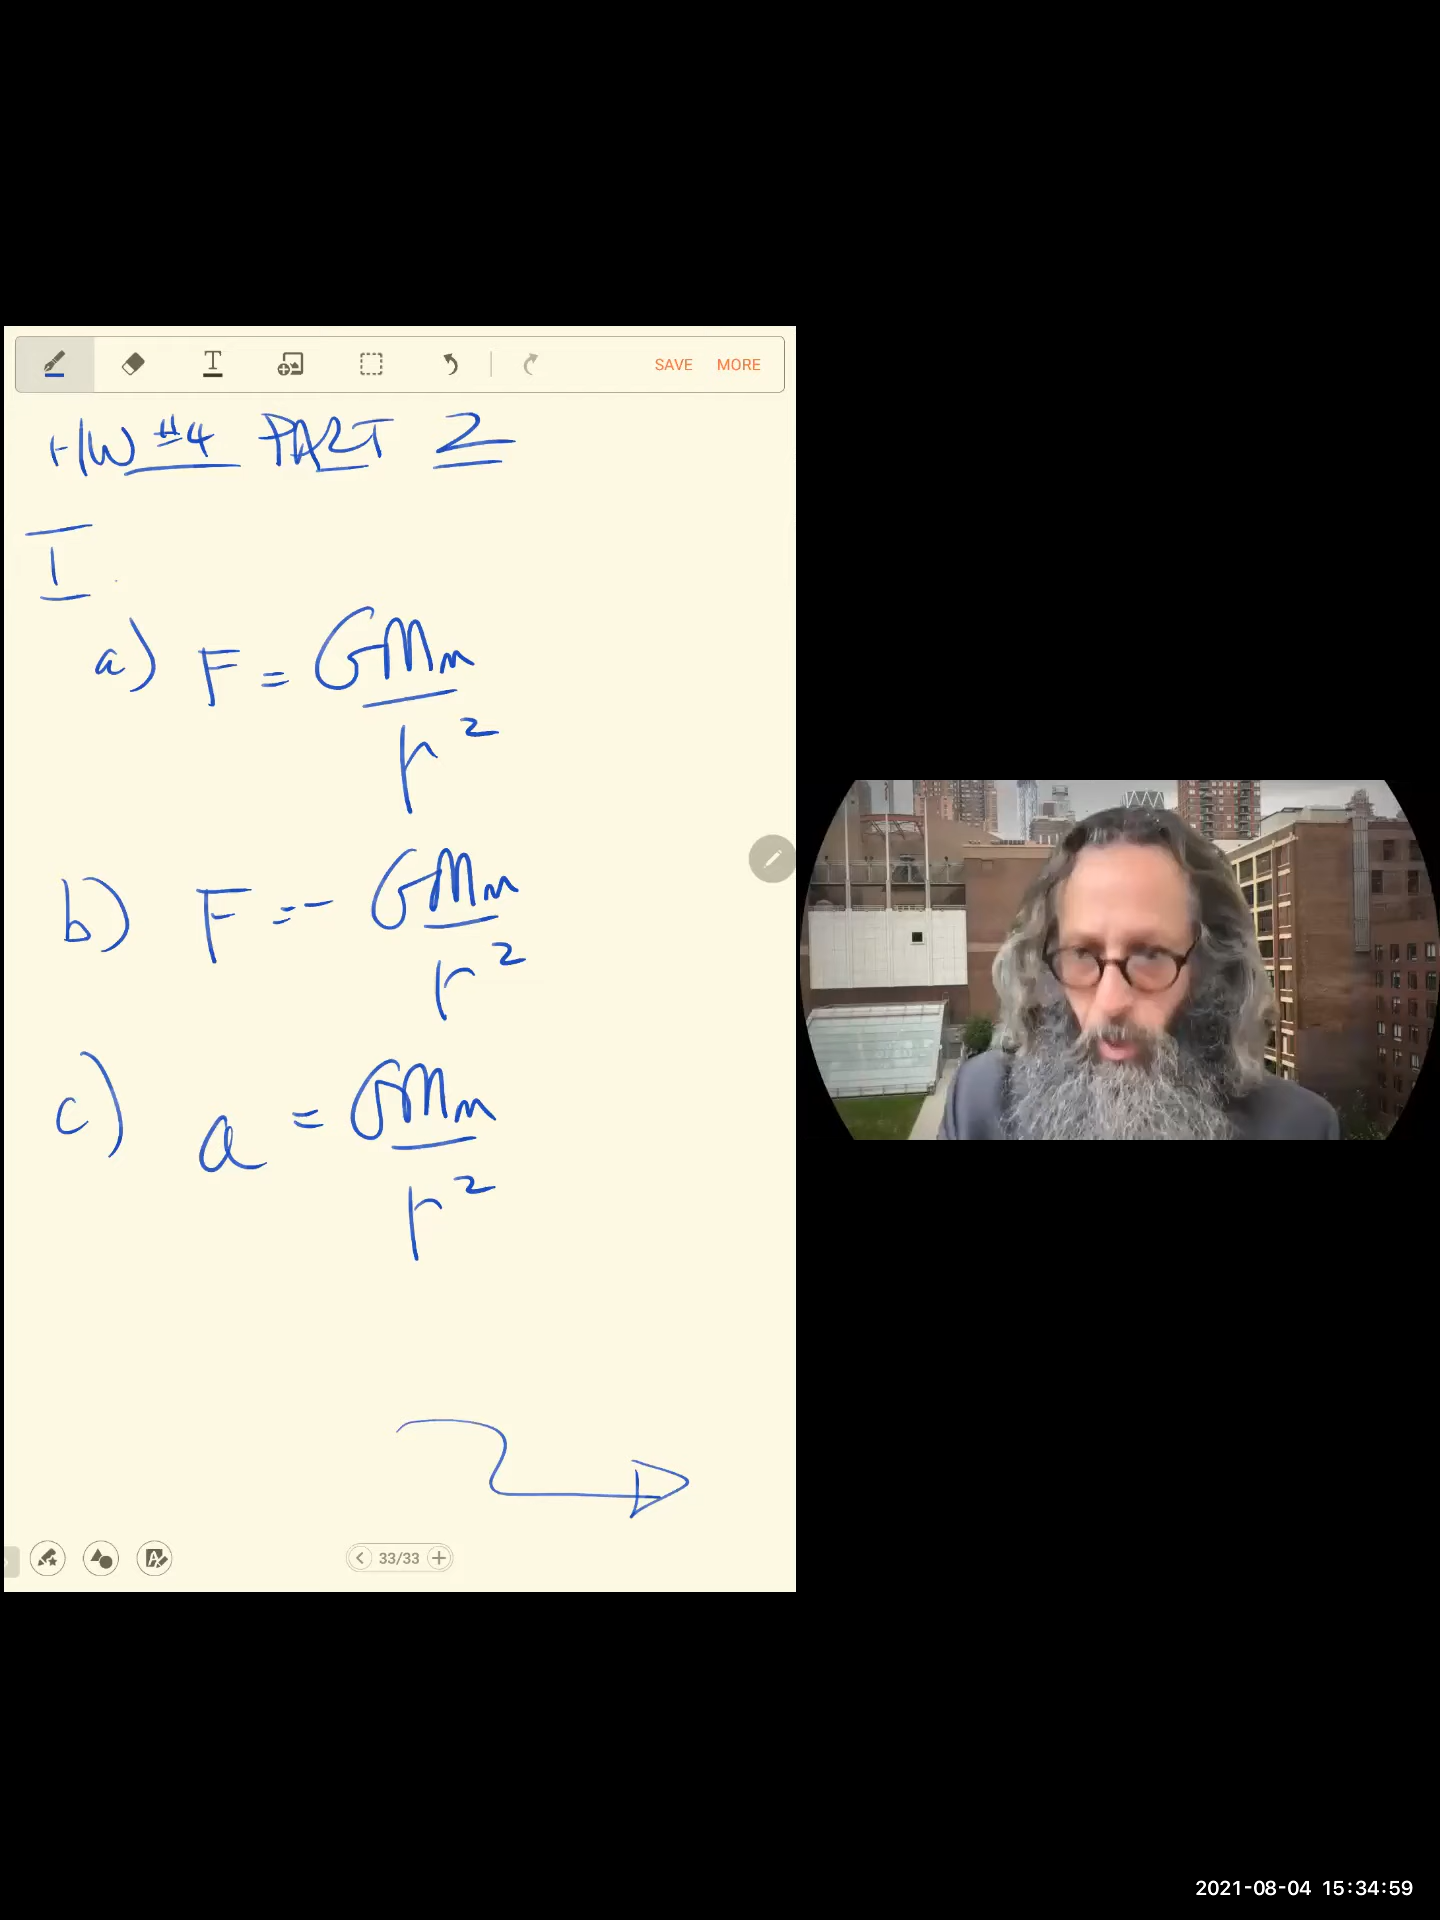 SAVE MORE
HW #4 PART 2
I
a) F = GMm / r²
b) F = - GMm / r²
c) a = GMm / r²
33/33
2021-08-04 15:34:59